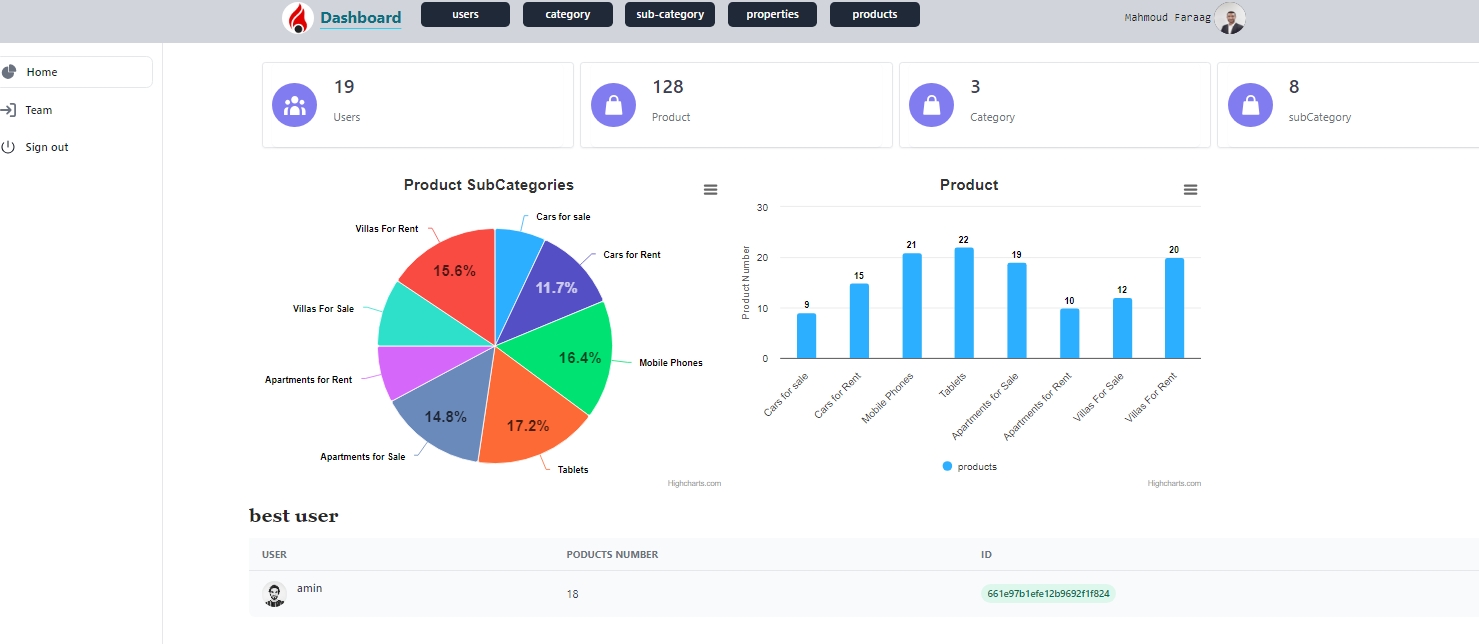 Dashboard
users
category
sub-category
properties
products
Mahmoud Faraag
Home
Team
Sign out
19
Users
128
Product
3
Category
8
subCategory
Product SubCategories
Cars for sale
Cars for Rent
11.7%
Mobile Phones
16.4%
Tablets
17.2%
Apartments for Sale
14.8%
Apartments for Rent
Villas For Sale
Villas For Rent
15.6%
Highcharts.com
Product
Product Number
30
20
10
0
9
15
21
22
19
10
12
20
Cars for sale
Cars for Rent
Mobile Phones
Tablets
Apartments for Sale
Apartments for Rent
Villas For Sale
Villas For Rent
products
Highcharts.com
best user
USER PODUCTS NUMBER ID
amin 18 661e97b1efe12b9692f1f824